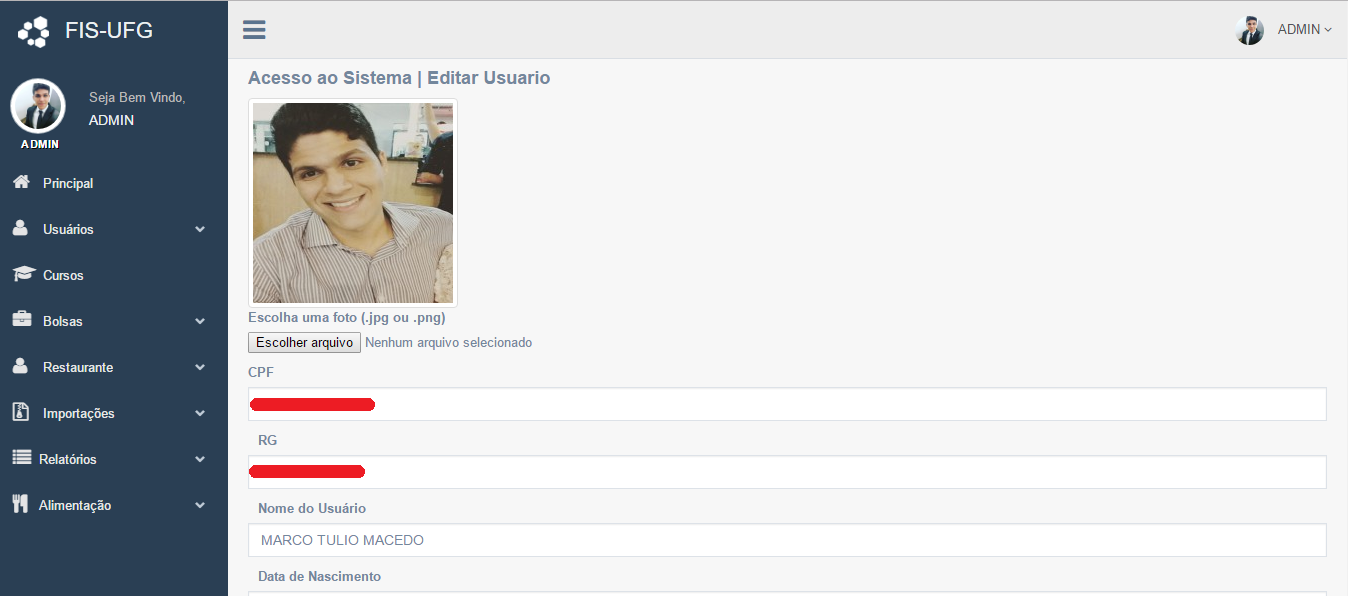 FIS-UFG
ADMIN
Seja Bem Vindo,
ADMIN
ADMIN
Principal
Usuários
Cursos
Bolsas
Restaurante
Importações
Relatórios
Alimentação
Acesso ao Sistema | Editar Usuario
Escolha uma foto (.jpg ou .png)
Escolher arquivo Nenhum arquivo selecionado
CPF
RG
Nome do Usuário
MARCO TULIO MACEDO
Data de Nascimento